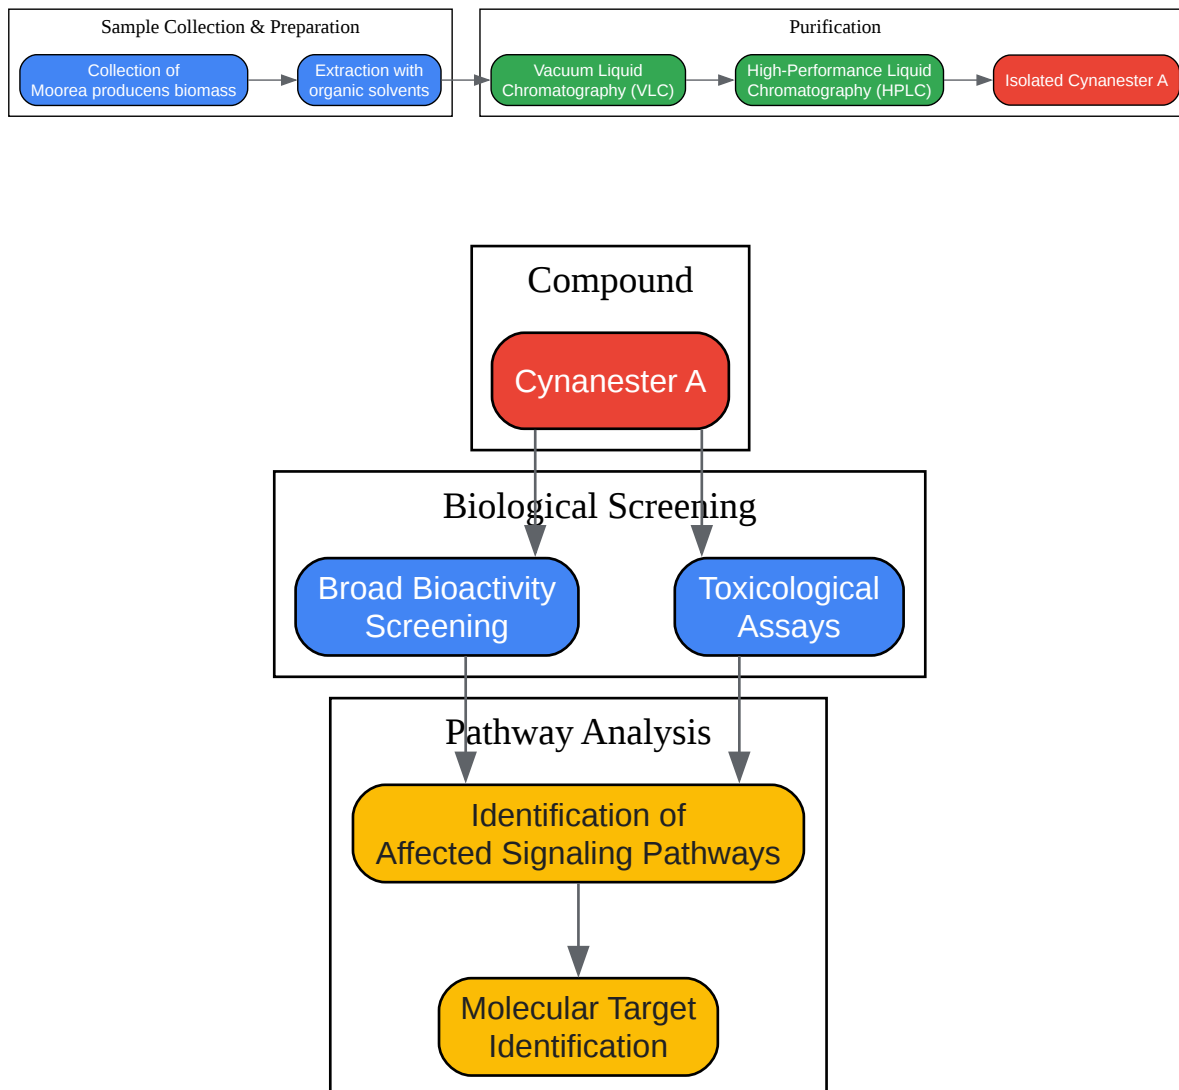 Sample Collection & Preparation
Collection of
Moorea producens biomass
Extraction with
organic solvents
Purification
Vacuum Liquid
Chromatography (VLC)
High-Performance Liquid
Chromatography (HPLC)
Isolated Cynanester A
Compound
Cynanester A
Biological Screening
Broad Bioactivity
Screening
Toxicological
Assays
Pathway Analysis
Identification of
Affected Signaling Pathways
Molecular Target
Identification